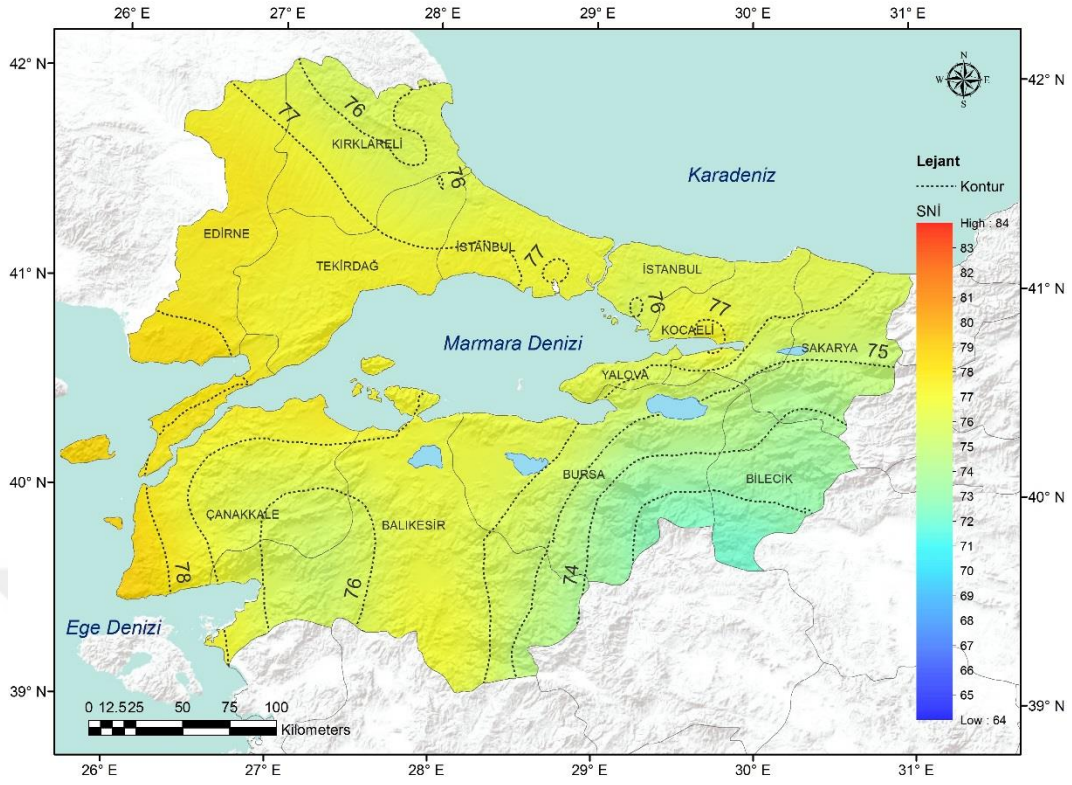 26° E 27° E 28° E 29° E 30° E 31° E
42° N
42° N
N
W E
S
77
76
KIRKLARELİ
Lejant
Karadeniz
76
Kontur
SNİ
High : 84
EDİRNE
83
İSTANBUL
77
82
TEKİRDAĞ
İSTANBUL
41° N
81
41° N
76
77
80
KOCAELİ
79
Marmara Denizi
SAKARYA
75
78
YALOVA
77
76
75
74
BURSA
BİLECİK
73
40° N
40° N
ÇANAKKALE
BALIKESİR
72
71
70
78
76
74
69
68
Ege Denizi
67
66
65
39° N
39° N
Low : 64
0 12.525 50 75 100
Kilometers
26° E 27° E 28° E 29° E 30° E 31° E